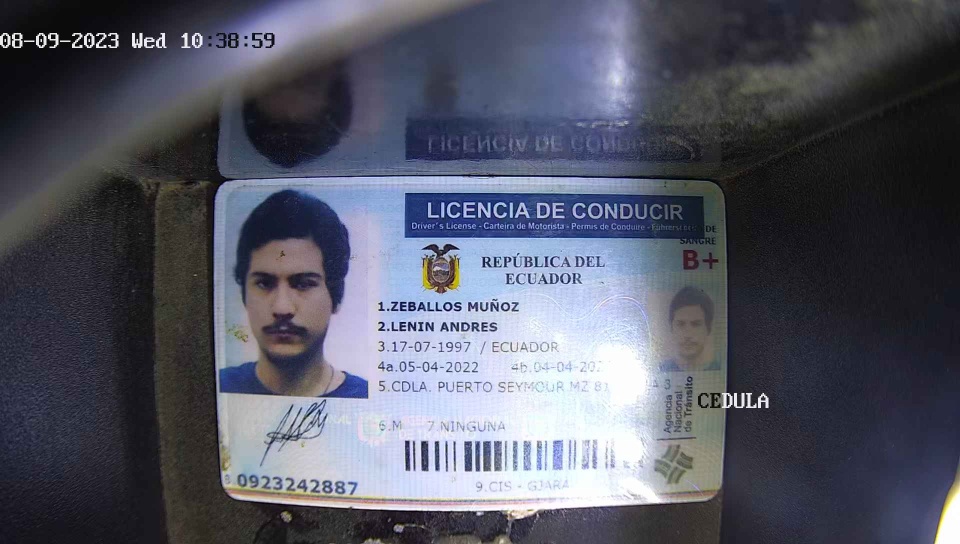 08-09-2023 Wed 10:38:59
LICENCIA DE CONDUCIR
LICENCIA DE CONDUCIR
Driver's License - Carteira de Motorista - Permis de Conduire -
DE
SANGRE
B+
REPÚBLICA DEL
ECUADOR
1.ZEBALLOS MUÑOZ
2.LENIN ANDRES
3.17-07-1997 / ECUADOR
4a.05-04-2022 4b.04-04-202
5.CDLA. PUERTO SEYMOUR MZ 3
CEDULA
Agencia
Nacional
de Tránsito
6.M 7.NINGUNA
9.CIS - GJARA
8 0923242887